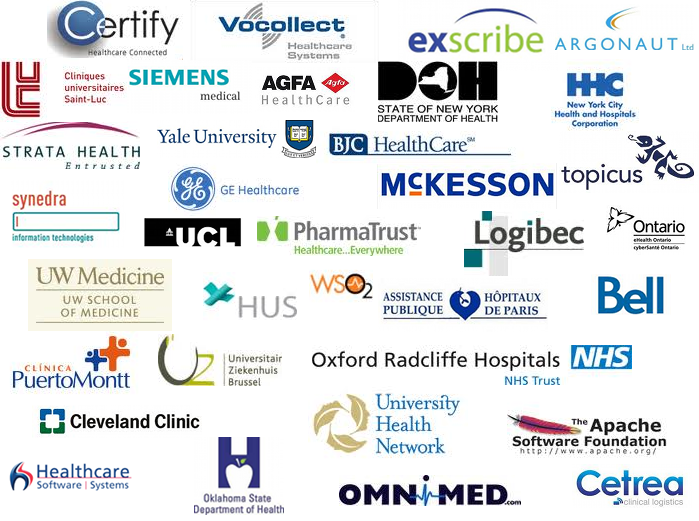 Certify
Healthcare Connected
Vocollect
Healthcare
Systems
exscribe
ARGONAUT Ltd
Cliniques
universitaires
Saint-Luc
SIEMENS
medical
AGFA
Agfa
HealthCare
DOH
STATE OF NEW YORK
DEPARTMENT OF HEALTH
HHC
New York City
Health and Hospitals
Corporation
STRATA HEALTH
Entrusted
Yale University
BJC HealthCare SM
topicus
synedra
information technologies
GE Healthcare
McKESSON
UCL
PharmaTrust
Healthcare...Everywhere
Logibec
Ontario
eHealth Ontario
cyberSanté Ontario
UW Medicine
UW SCHOOL
OF MEDICINE
HUS
WSO2
ASSISTANCE
PUBLIQUE
HÔPITAUX
DE PARIS
Bell
CLÍNICA
PuertoMontt
UZ
Universitair
Ziekenhuis
Brussel
Oxford Radcliffe Hospitals
NHS
NHS Trust
Cleveland Clinic
University
Health
Network
The Apache
Software Foundation
http://www.apache.org/
Healthcare
Software | Systems
Oklahoma State
Department of Health
OMNIMED.com
Cetrea
clinical logistics